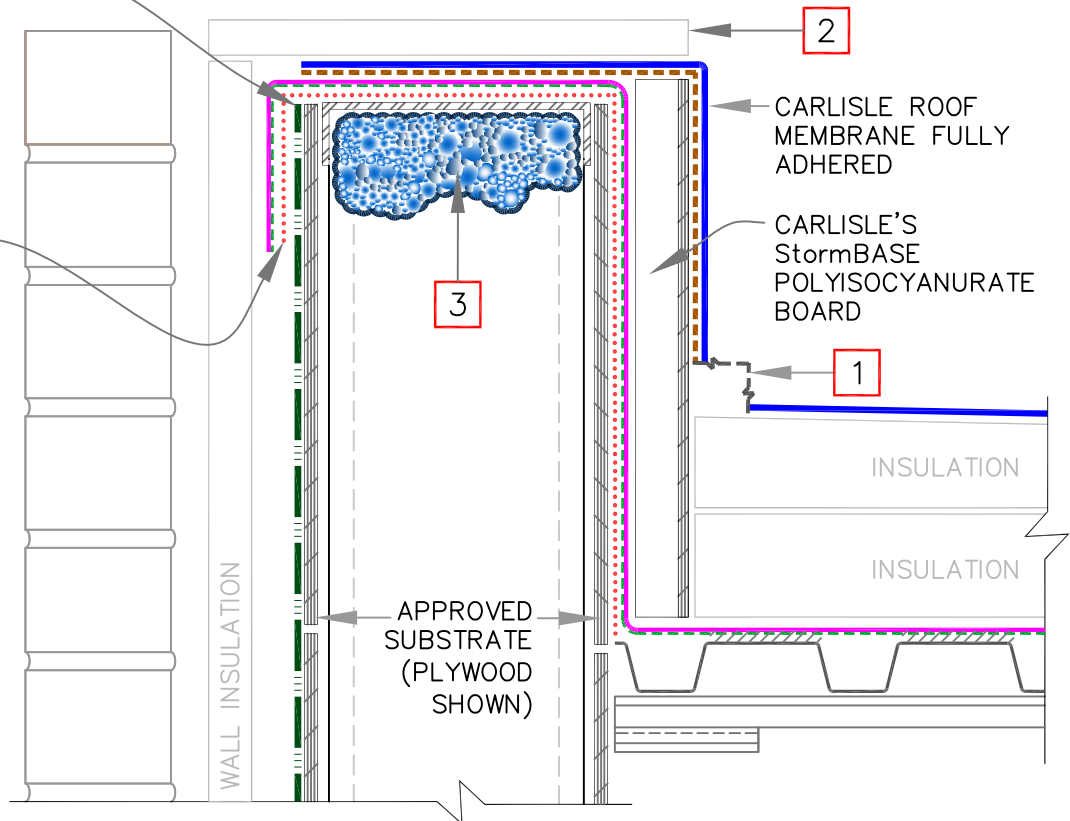 2
CARLISLE ROOF
MEMBRANE FULLY
ADHERED
CARLISLE'S
StormBASE
POLYISOCYANURATE
BOARD
3
1
INSULATION
INSULATION
APPROVED
SUBSTRATE
(PLYWOOD
SHOWN)
WALL INSULATION